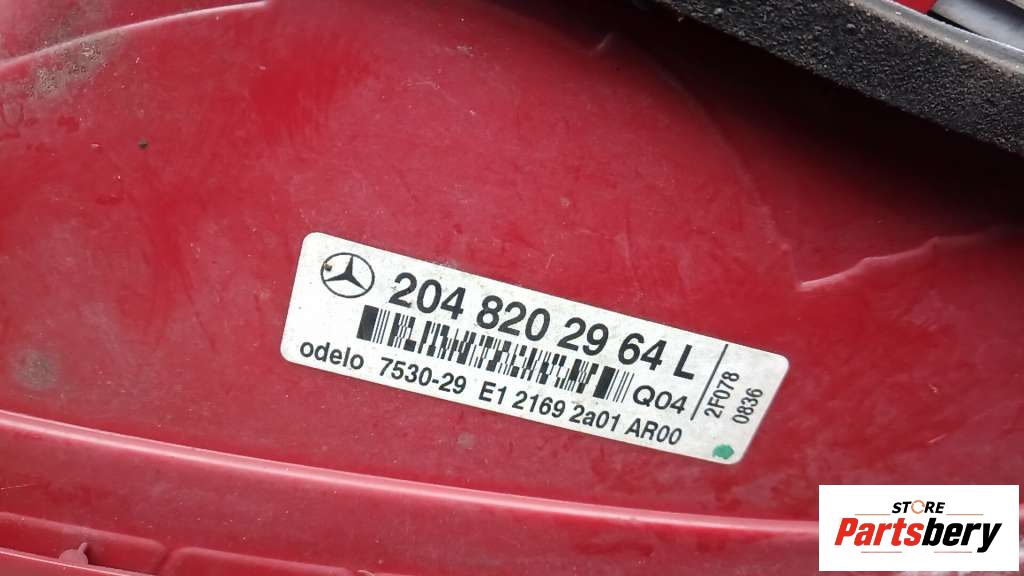 204 820 29 64 L
Q04
odelo 7530-29 E1 2169 2a01 AR00
2F078
0836
STORE
Partsbery